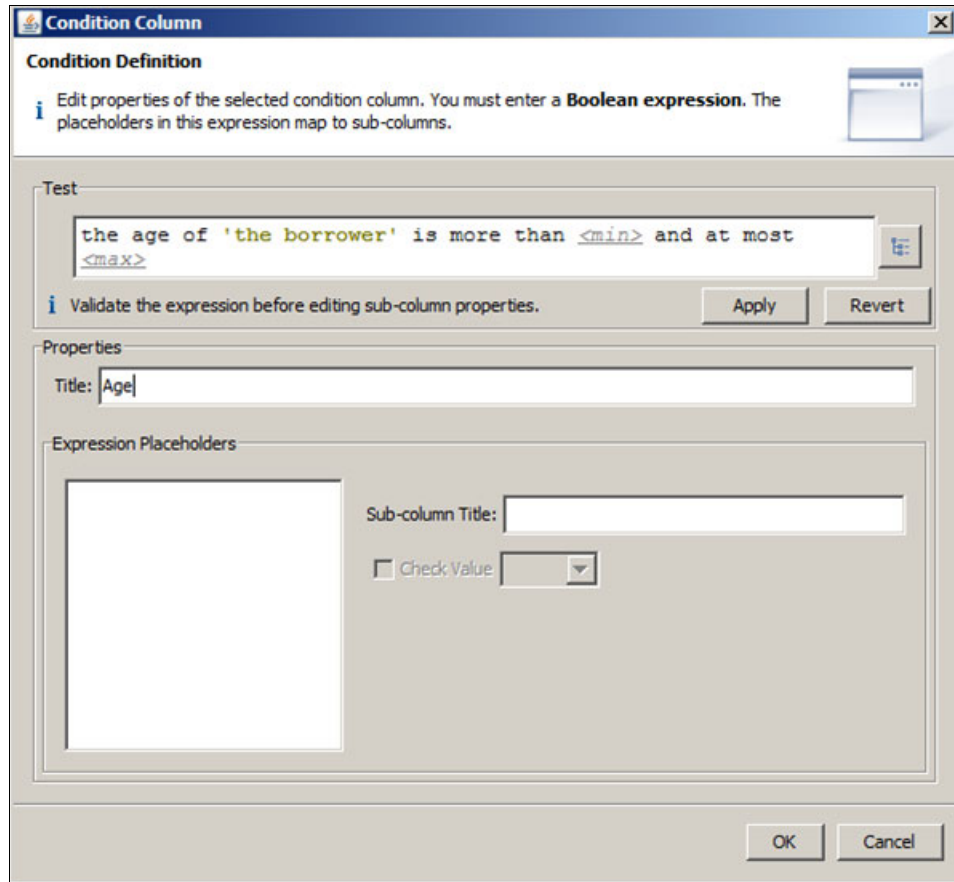 Condition Column
Condition Definition
i Edit properties of the selected condition column. You must enter a Boolean expression. The
placeholders in this expression map to sub-columns.
Test
the age of 'the borrower' is more than <min> and at most
<max>
i Validate the expression before editing sub-column properties.
Apply
Revert
Properties
Title: Age
Expression Placeholders
Sub-column Title:
Check Value
OK
Cancel